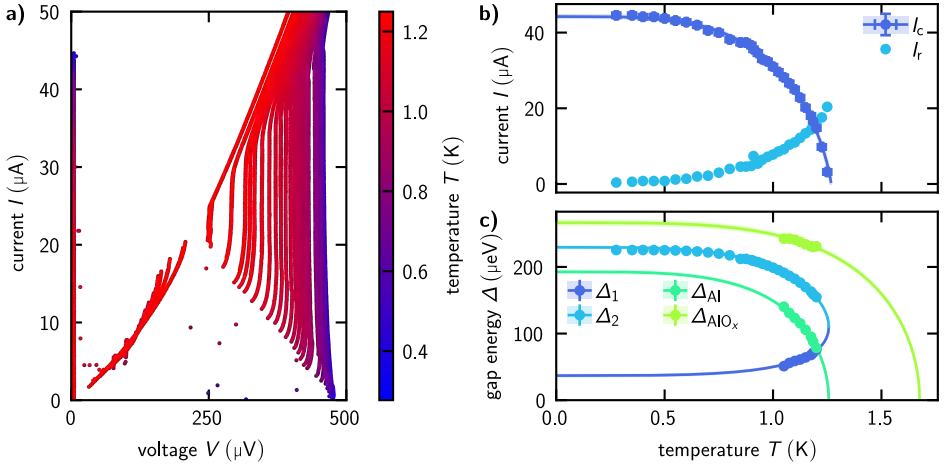 a)
current I (μA)
50
40
30
20
10
0
0
250
500
voltage V (μV)
temperature T (K)
1.2
1.0
0.8
0.6
0.4
b)
current I (μA)
40
20
0
I_c
I_r
c)
gap energy Δ (μeV)
200
100
0
Δ_1
Δ_2
Δ_Al
Δ_AlO_x
0.0
0.5
1.0
1.5
temperature T (K)